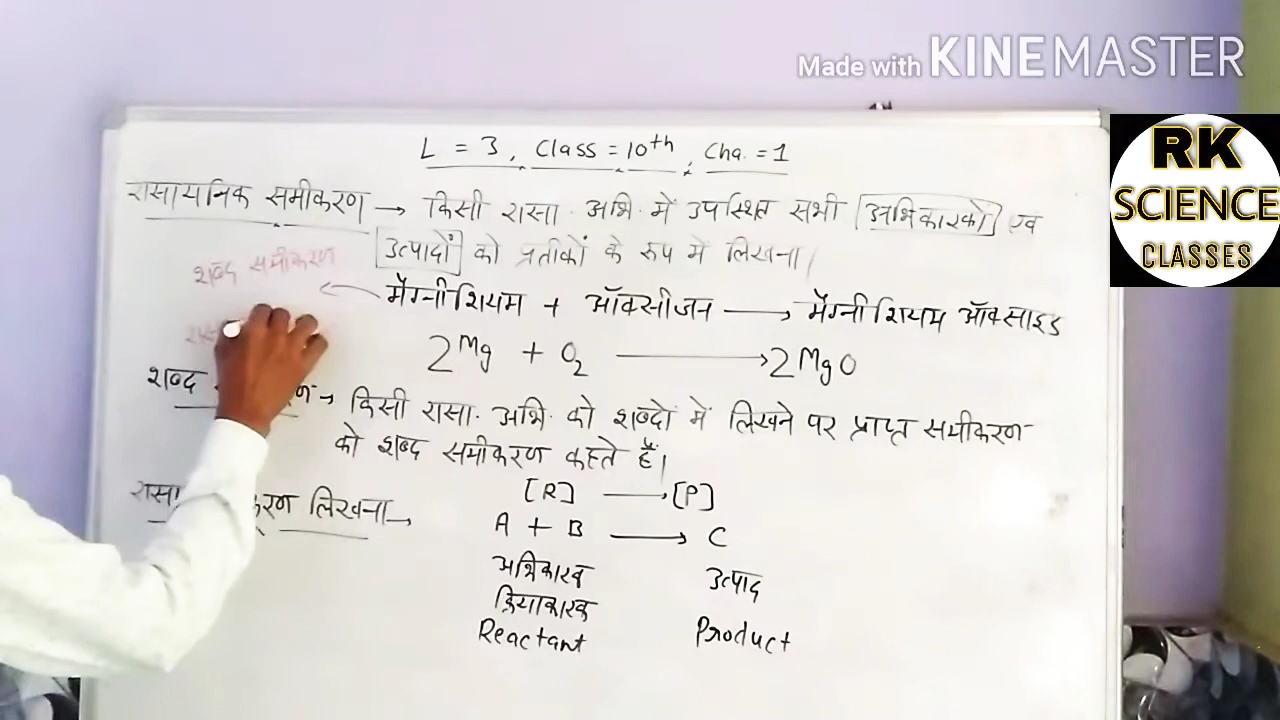 Made with KINEMASTER
RK
SCIENCE
CLASSES
L = 3, Class = 10th, Cha. = 1
रासायनिक समीकरण → किसी रासा. अभि. में उपस्थित सभी अभिकारको एवं
उत्पादों को प्रतीकों के रूप में लिखना।
शब्द समीकरण
मैग्नीशियम + ऑक्सीजन → मैग्नीशियम ऑक्साइड
2Mg + O2 → 2MgO
शब्द → किसी रासा. अभि. को शब्दो में लिखने पर प्राप्त समीकरण
को शब्द समीकरण कहते हैं।
लिखना →
[R] → [P]
A + B → C
अभिकारक उत्पाद
क्रियाकारक
Reactant Product